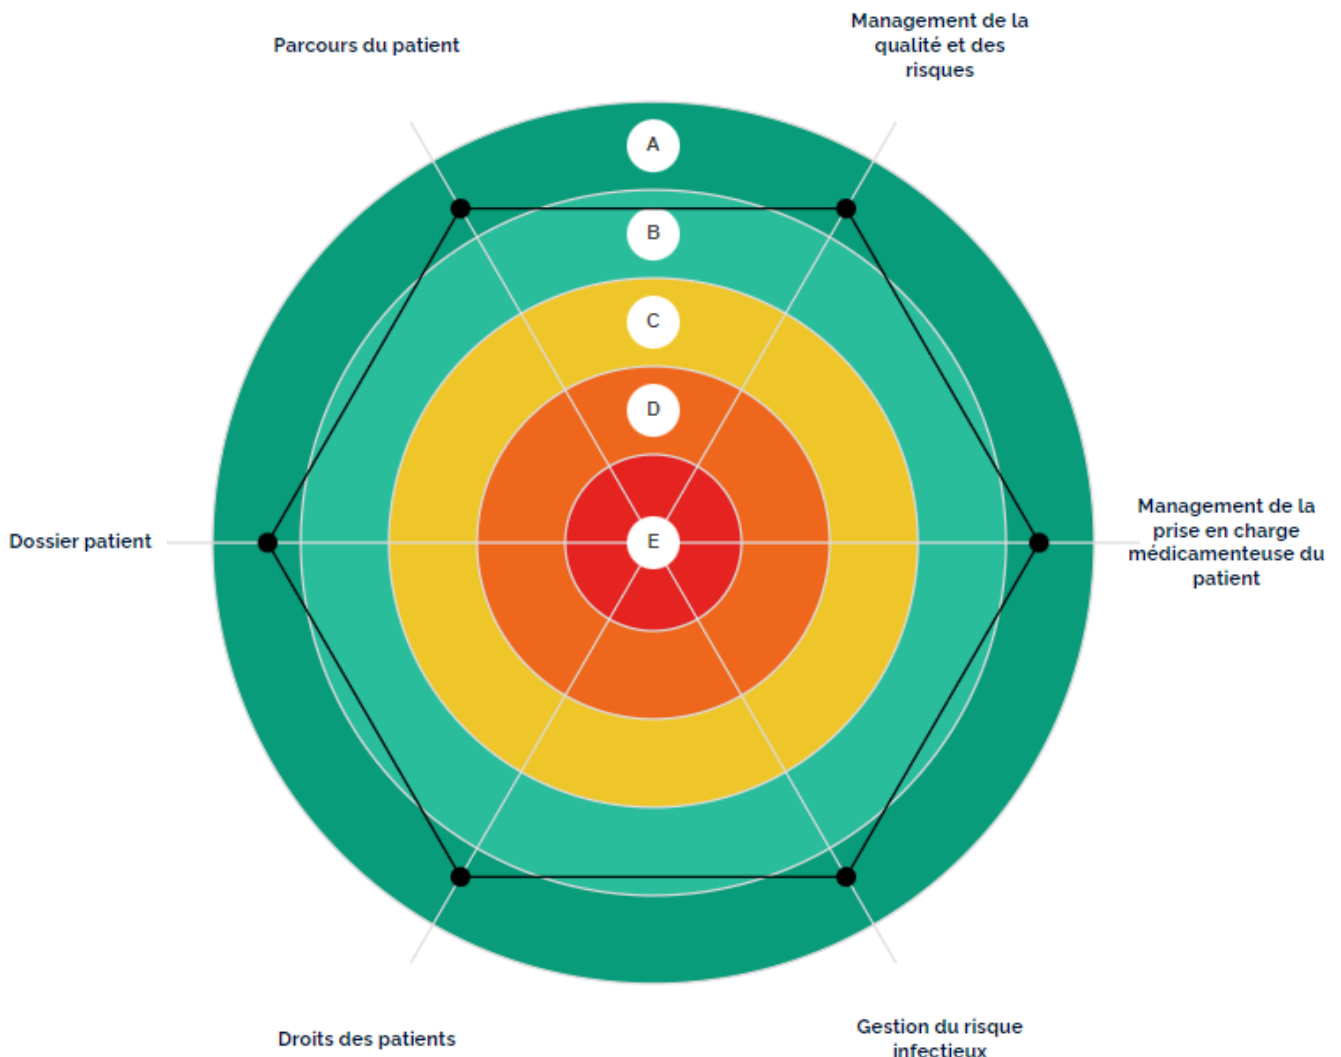 Parcours du patient
Management de la
qualité et des
risques
A
B
C
D
E
Dossier patient
Management de la
prise en charge
médicamenteuse du
patient
Droits des patients
Gestion du risque
infectieux